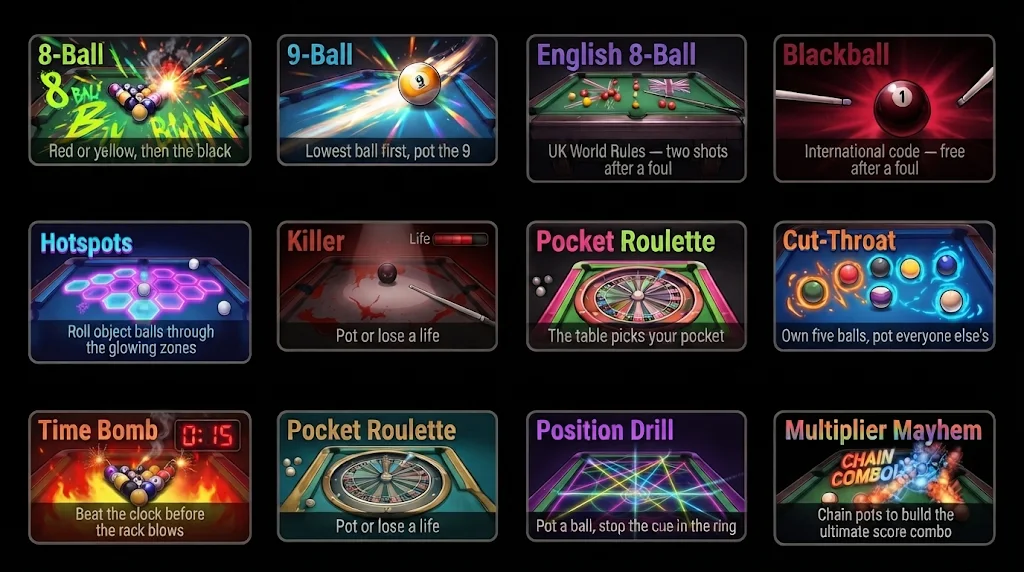 8-Ball
8 BALL
Red or yellow, then the black
9-Ball
9
Lowest ball first, pot the 9
English 8-Ball
UK World Rules — two shots
after a foul
Blackball
1
International code — free
after a foul
Hotspots
Roll object balls through
the glowing zones
Killer
Life
Pot or lose a life
Pocket Roulette
The table picks your pocket
Cut-Throat
Own five balls, pot everyone else's
Time Bomb
0:15
Beat the clock before
the rack blows
Pocket Roulette
Pot or lose a life
Position Drill
Pot a ball, stop the cue in the ring
Multiplier Mayhem
CHAIN
COMBO!
Chain pots to build the
ultimate score combo